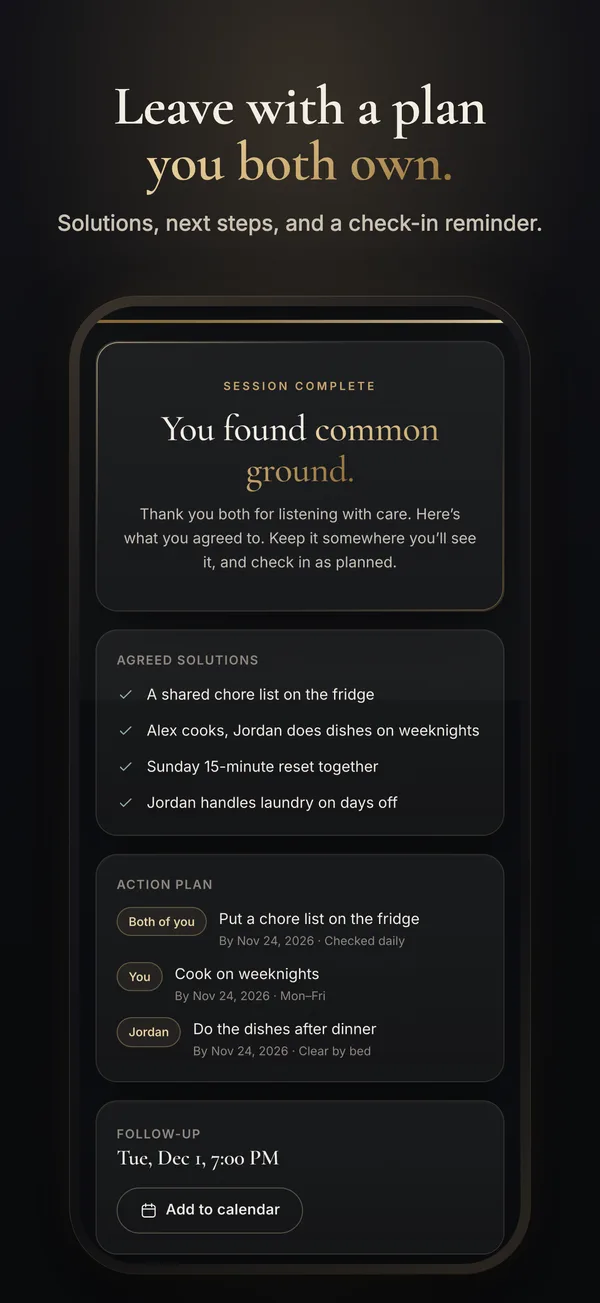 Leave with a plan
you both own.
Solutions, next steps, and a check-in reminder.
SESSION COMPLETE
You found common
ground.
Thank you both for listening with care. Here’s
what you agreed to. Keep it somewhere you’ll see
it, and check in as planned.
AGREED SOLUTIONS
A shared chore list on the fridge
Alex cooks, Jordan does dishes on weeknights
Sunday 15-minute reset together
Jordan handles laundry on days off
ACTION PLAN
Both of you Put a chore list on the fridge
By Nov 24, 2026 · Checked daily
You Cook on weeknights
By Nov 24, 2026 · Mon–Fri
Jordan Do the dishes after dinner
By Nov 24, 2026 · Clear by bed
FOLLOW-UP
Tue, Dec 1, 7:00 PM
Add to calendar